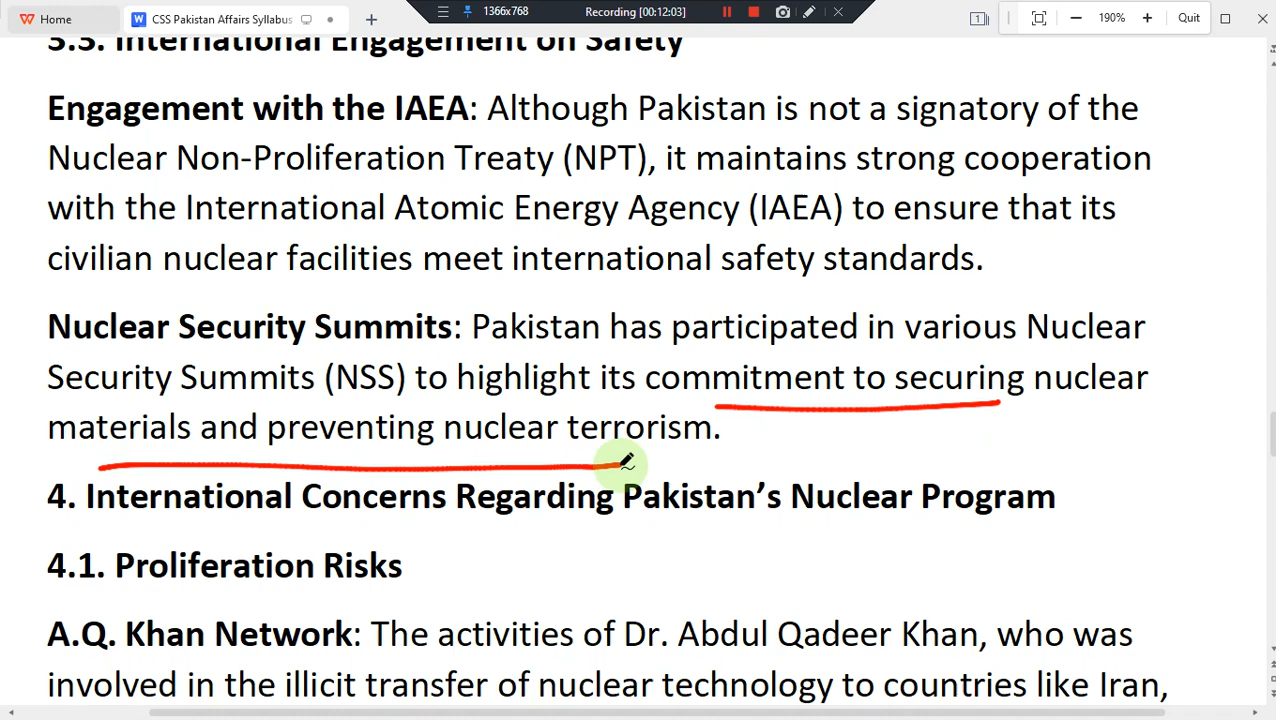 Home
CSS Pakistan Affairs Syllabus
1366x768
Recording [00:12:03]
190%
Quit
3.3. International Engagement on Safety
Engagement with the IAEA: Although Pakistan is not a signatory of the
Nuclear Non-Proliferation Treaty (NPT), it maintains strong cooperation
with the International Atomic Energy Agency (IAEA) to ensure that its
civilian nuclear facilities meet international safety standards.
Nuclear Security Summits: Pakistan has participated in various Nuclear
Security Summits (NSS) to highlight its commitment to securing nuclear
materials and preventing nuclear terrorism.
4. International Concerns Regarding Pakistan’s Nuclear Program
4.1. Proliferation Risks
A.Q. Khan Network: The activities of Dr. Abdul Qadeer Khan, who was
involved in the illicit transfer of nuclear technology to countries like Iran,